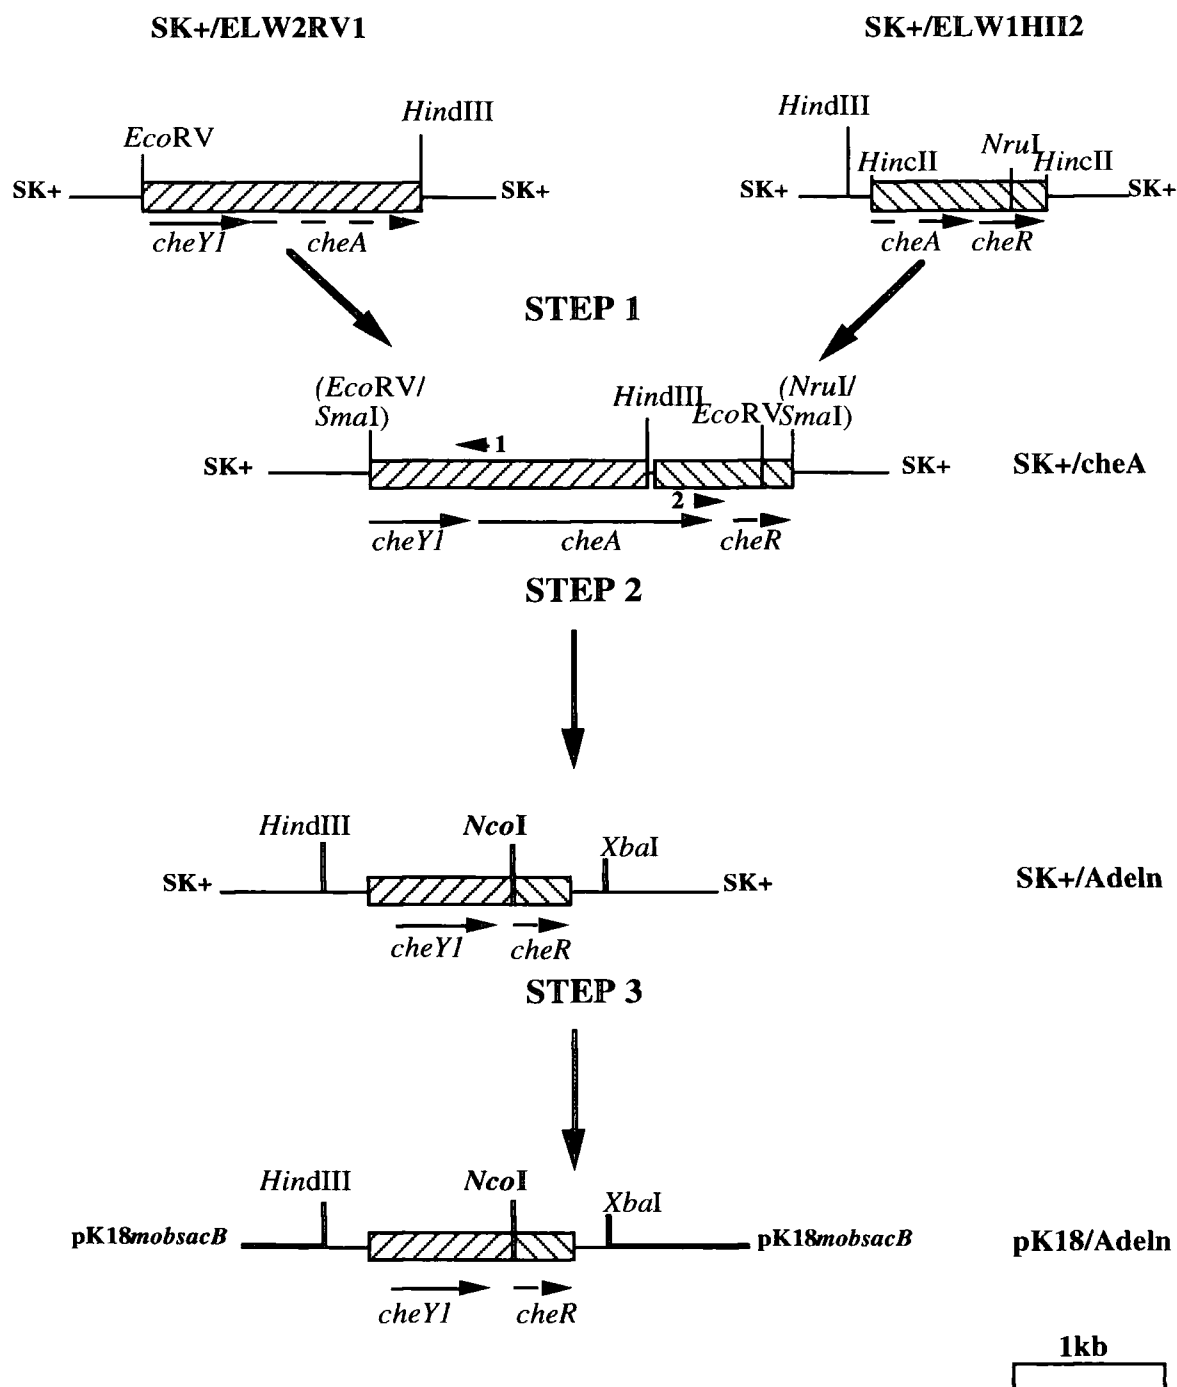 SK+/ELW2RV1
SK+/ELW1HII2
HindIII
HindIII
EcoRV
NruI
HincII
HincII
SK+
SK+
SK+
SK+
cheY1
cheA
cheA
cheR
STEP 1
(EcoRV/
SmaI)
HindIII
EcoRV
(NruI/
SmaI)
1
SK+
SK+
SK+/cheA
2
cheY1
cheA
cheR
STEP 2
HindIII
NcoI
XbaI
SK+
SK+
SK+/Adeln
cheY1
cheR
STEP 3
HindIII
NcoI
XbaI
pK18mobsacB
pK18mobsacB
pK18/Adeln
cheY1
cheR
1kb